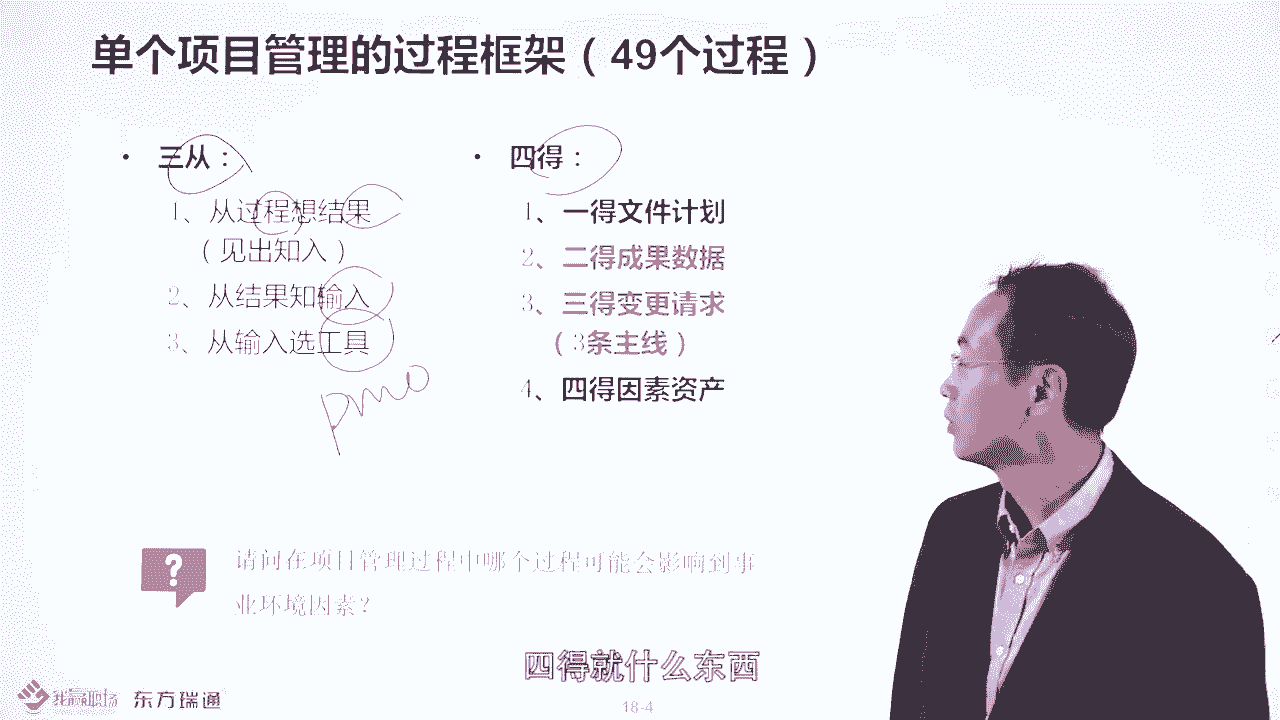 单个项目管理的过程框架（49个过程）
• 三从：
1、从过程想结果
（见出知入）
2、从结果知输入
3、从输入选工具
pmo
• 四得：
1、一得文件计划
2、二得成果数据
3、三得变更请求
（3条主线）
4、四得因素资产
?
请问在项目管理过程中哪个过程可能会影响到事
业环境因素？
四得就什么东西
我赢职场 东方瑞通
18-4